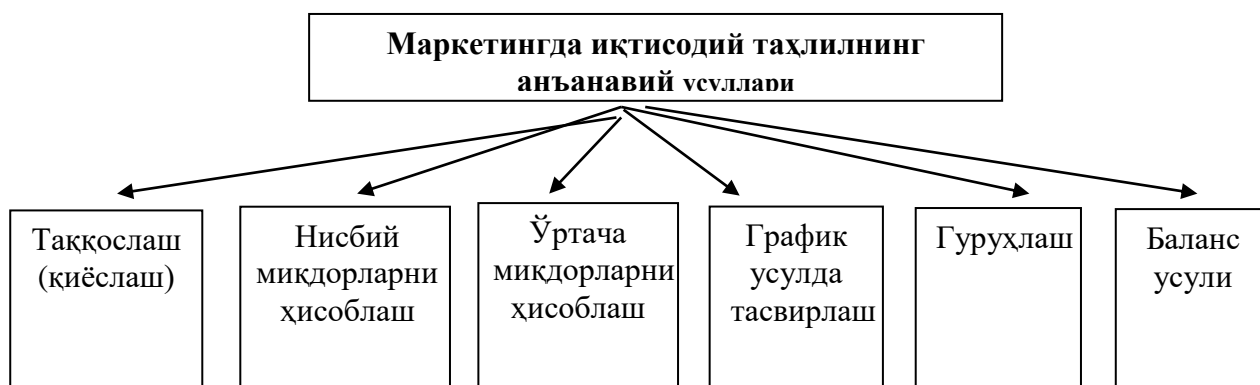 Маркетингда иқтисодий таҳлилнинг
анъанавий усуллари
Таққослаш
(қиёслаш)
Нисбий
миқдорларни
ҳисоблаш
Ўртача
миқдорларни
ҳисоблаш
График
усулда
тасвирлаш
Гуруҳлаш
Баланс
усули